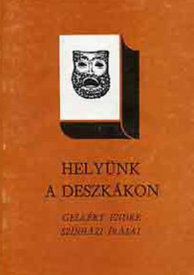 HELYÜNK
A DESZKÁKON
GELLÉRT ENDRE
SZÍNHÁZI ÍRÁSAI